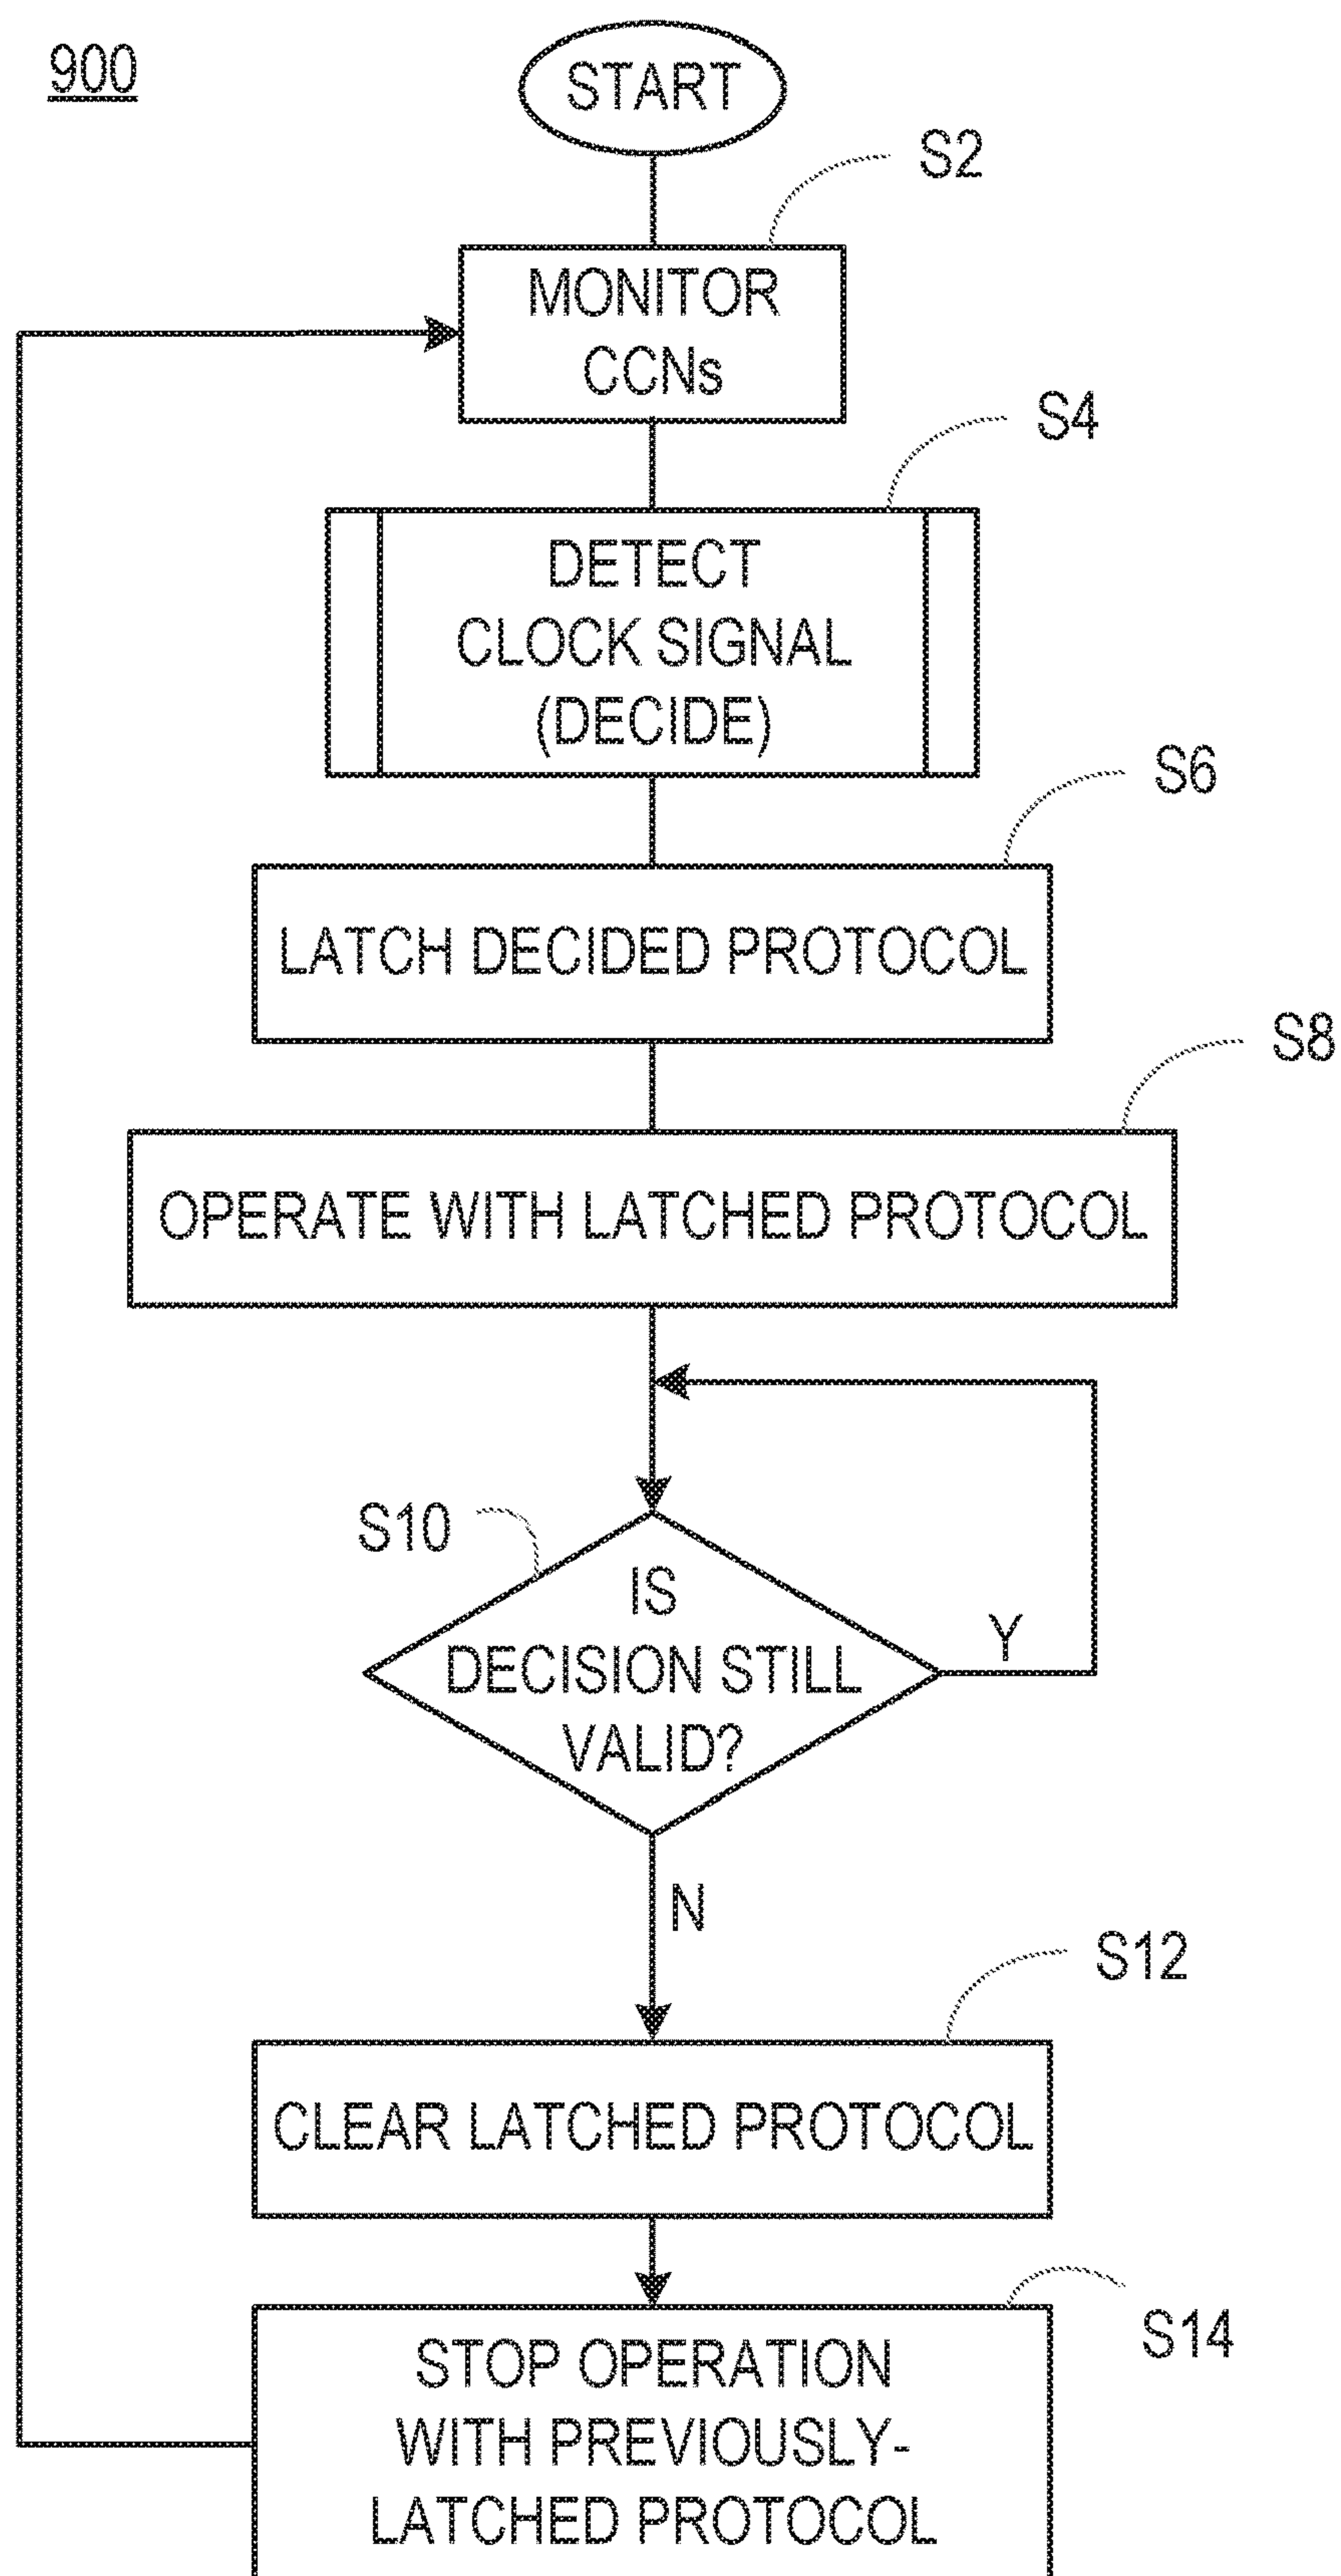 900
START
S2
MONITOR
CCNs
S4
DETECT
CLOCK SIGNAL
(DECIDE)
S6
LATCH DECIDED PROTOCOL
S8
OPERATE WITH LATCHED PROTOCOL
S10
IS
DECISION STILL
VALID?
Y
N
S12
CLEAR LATCHED PROTOCOL
S14
STOP OPERATION
WITH PREVIOUSLY-
LATCHED PROTOCOL